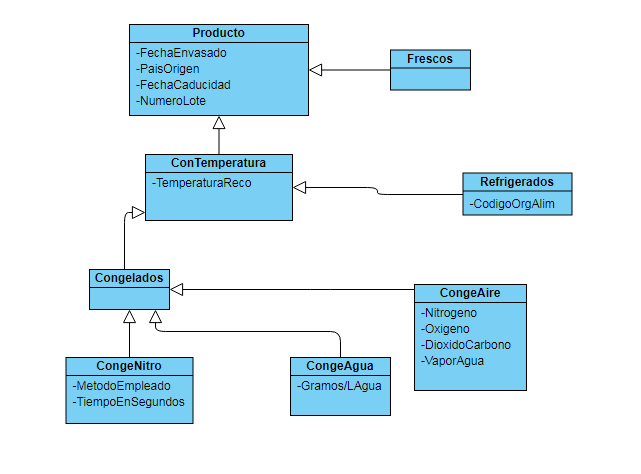 Producto
-FechaEnvasado
-PaisOrigen
-FechaCaducidad
-NumeroLote
Frescos
ConTemperatura
-TemperaturaReco
Refrigerados
-CodigoOrgAlim
Congelados
CongeAire
-Nitrogeno
-Oxigeno
-DioxidoCarbono
-VaporAgua
CongeNitro
-MetodoEmpleado
-TiempoEnSegundos
CongeAgua
-Gramos/LAgua